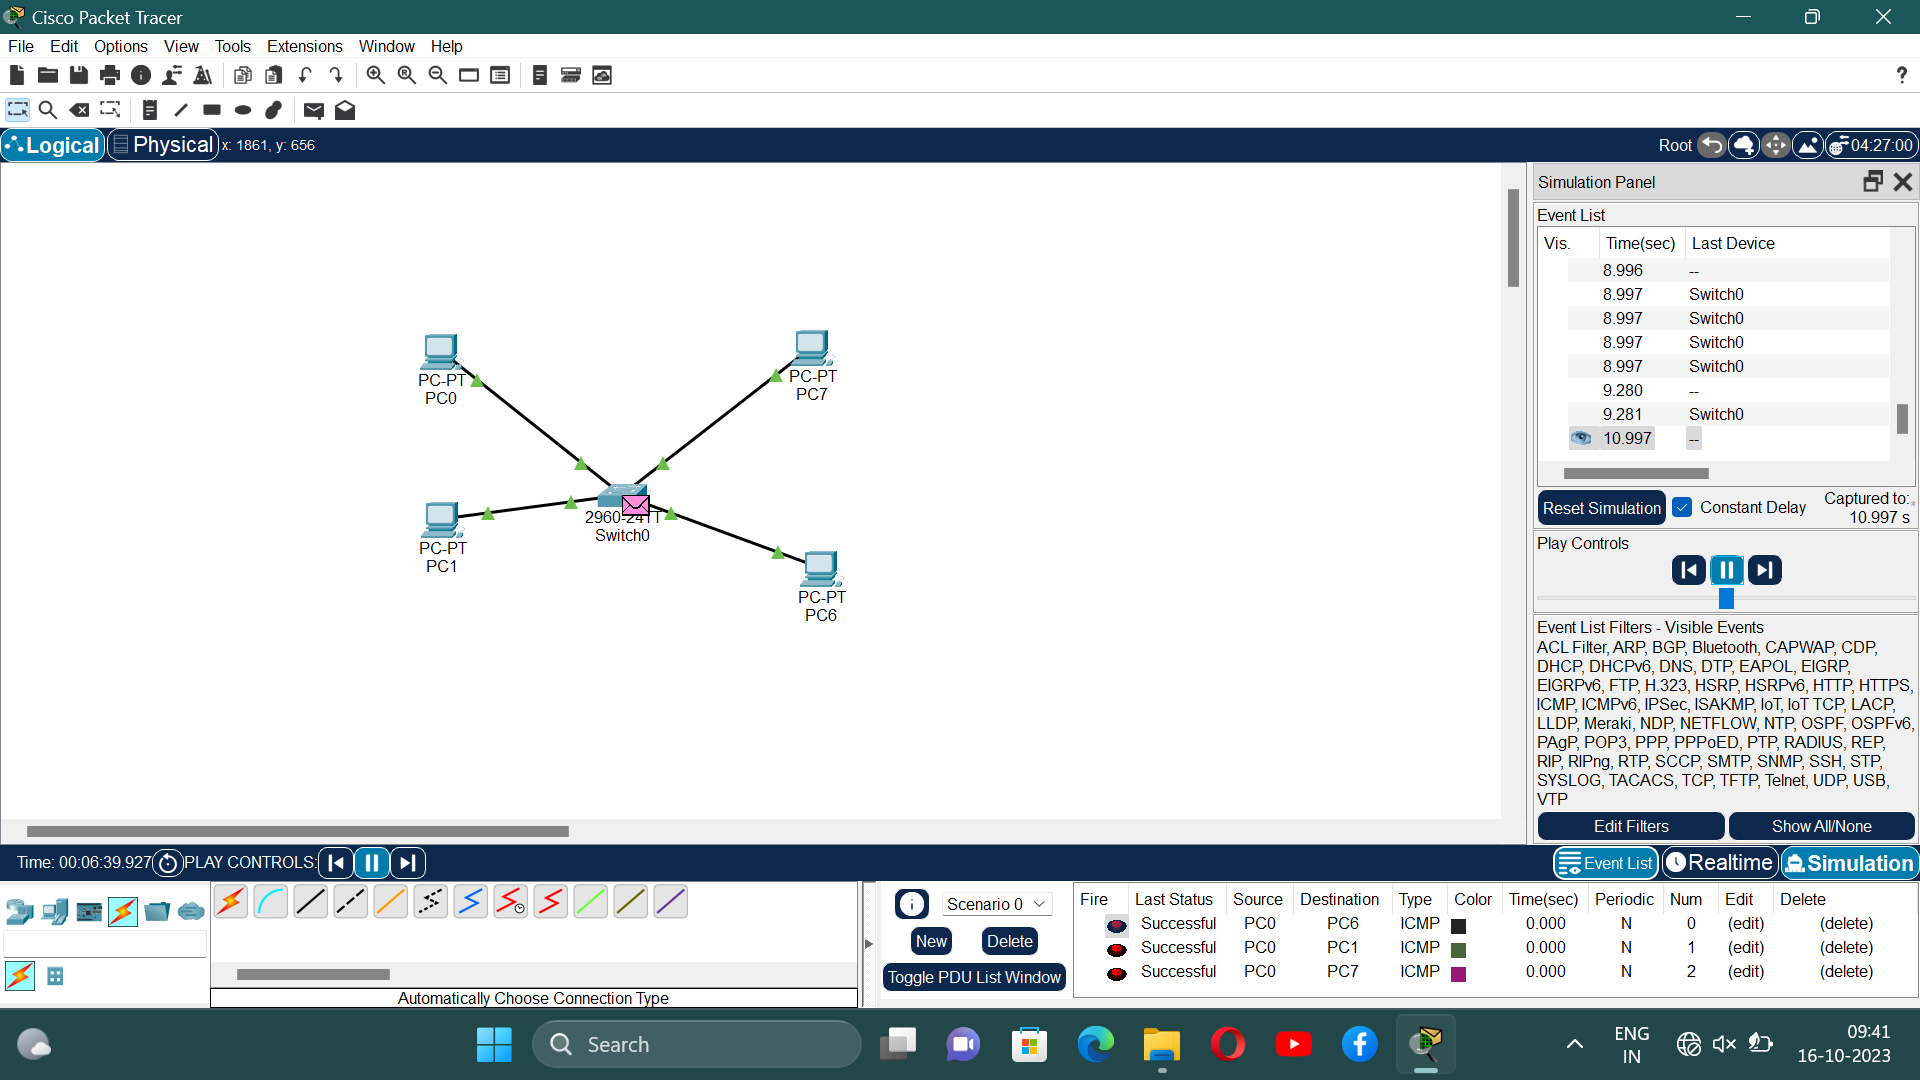 Cisco Packet Tracer
File Edit Options View Tools Extensions Window Help
Logical Physical x: 1861, y: 656 Root 04:27:00
Simulation Panel
Event List
Vis. Time(sec) Last Device
8.996 --
8.997 Switch0
8.997 Switch0
8.997 Switch0
8.997 Switch0
9.280 --
9.281 Switch0
10.997 --
Reset Simulation Constant Delay Captured to:
10.997 s
Play Controls
Event List Filters - Visible Events
ACL Filter, ARP, BGP, Bluetooth, CAPWAP, CDP,
DHCP, DHCPv6, DNS, DTP, EAPOL, EIGRP,
EIGRPv6, FTP, H.323, HSRP, HSRPv6, HTTP, HTTPS,
ICMP, ICMPv6, IPSec, ISAKMP, IoT, IoT TCP, LACP,
LLDP, Meraki, NDP, NETFLOW, NTP, OSPF, OSPFv6,
PAgP, POP3, PPP, PPPoED, PTP, RADIUS, REP,
RIP, RIPng, RTP, SCCP, SMTP, SNMP, SSH, STP,
SYSLOG, TACACS, TCP, TFTP, Telnet, UDP, USB,
VTP
Edit Filters Show All/None
PC-PT
PC0
PC-PT
PC7
PC-PT
PC1
2960-24TT
Switch0
PC-PT
PC6
Time: 00:06:39.927 PLAY CONTROLS: Event List Realtime Simulation
Automatically Choose Connection Type
Scenario 0
New Delete
Toggle PDU List Window
Fire Last Status Source Destination Type Color Time(sec) Periodic Num Edit Delete
Successful PC0 PC6 ICMP 0.000 N 0 (edit) (delete)
Successful PC0 PC1 ICMP 0.000 N 1 (edit) (delete)
Successful PC0 PC7 ICMP 0.000 N 2 (edit) (delete)
Search
ENG
IN
09:41
16-10-2023